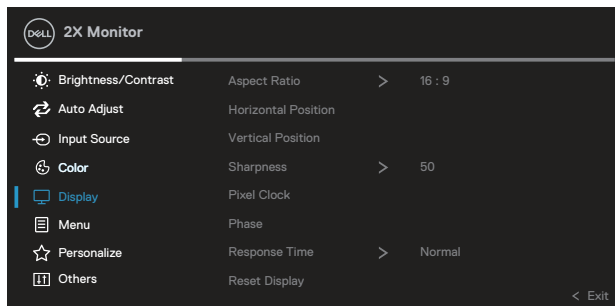 DELL 2X Monitor
Brightness/Contrast Aspect Ratio > 16 : 9
Auto Adjust Horizontal Position
Input Source Vertical Position
Color Sharpness > 50
Display Pixel Clock
Menu Phase
Personalize Response Time > Normal
Others Reset Display
< Exit